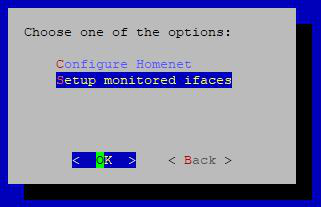 Choose one of the options:
Configure Homenet
Setup monitored ifaces
< OK > < Back >